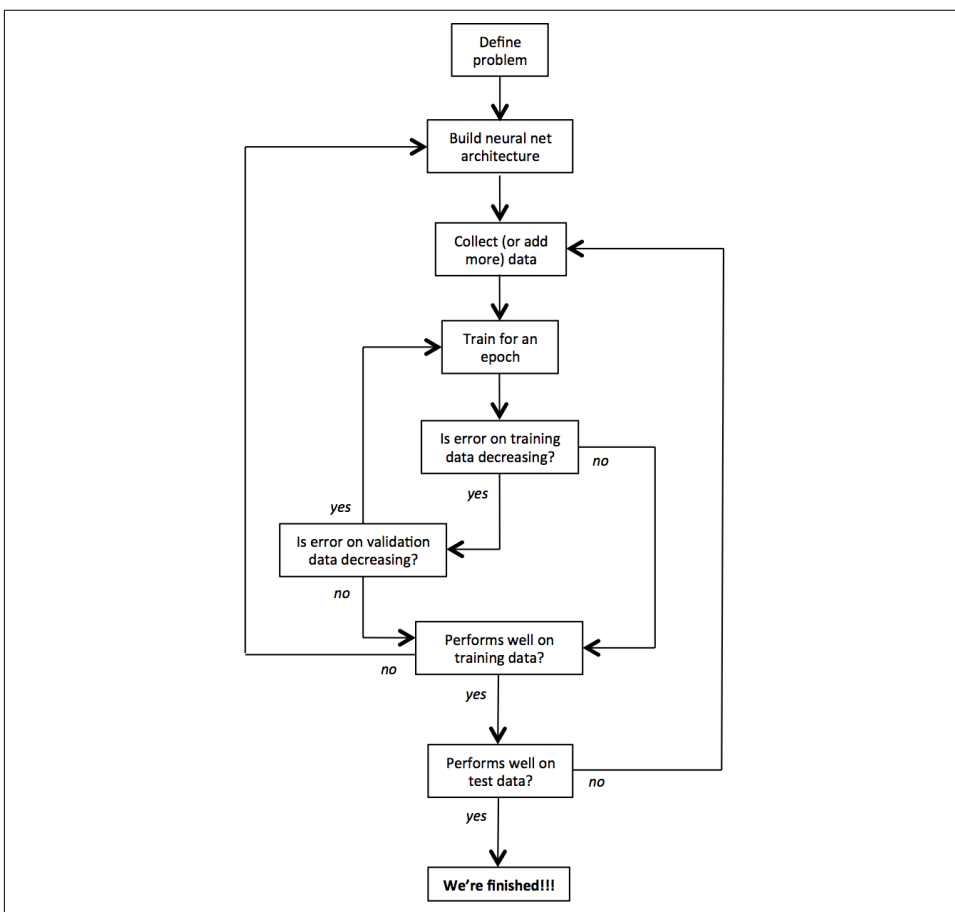 Define
problem
Build neural net
architecture
Collect (or add
more) data
Train for an
epoch
Is error on training
data decreasing?
no
yes
yes
Is error on validation
data decreasing?
no
Performs well on
training data?
no
yes
Performs well on
test data?
no
yes
We're finished!!!